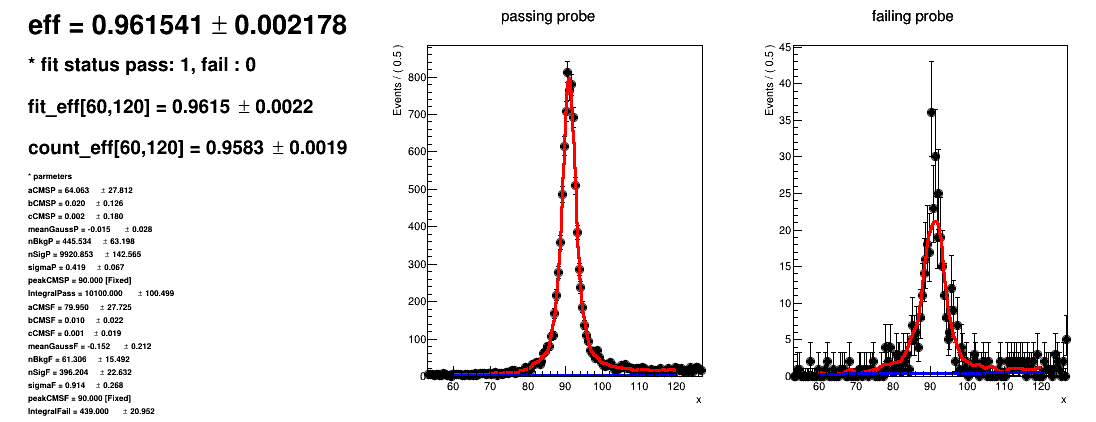 eff = 0.961541 ± 0.002178
* fit status pass: 1, fail : 0
fit_eff[60,120] = 0.9615 ± 0.0022
count_eff[60,120] = 0.9583 ± 0.0019
* parmeters
aCMSP = 64.063 ± 27.812
bCMSP = 0.020 ± 0.126
cCMSP = 0.002 ± 0.180
meanGaussP = -0.015 ± 0.028
nBkgP = 445.534 ± 63.198
nSigP = 9920.853 ± 142.565
sigmaP = 0.419 ± 0.067
peakCMSP = 90.000 [Fixed]
IntegralPass = 10100.000 ± 100.499
aCMSF = 79.950 ± 27.725
bCMSF = 0.010 ± 0.022
cCMSF = 0.001 ± 0.019
meanGaussF = -0.152 ± 0.212
nBkgF = 61.306 ± 15.492
nSigF = 396.204 ± 22.632
sigmaF = 0.914 ± 0.268
peakCMSF = 90.000 [Fixed]
IntegralFail = 439.000 ± 20.952
passing probe
Events / ( 0.5 )
800
700
600
500
400
300
200
100
0
60 70 80 90 100 110 120
x
failing probe
Events / ( 0.5 )
45
40
35
30
25
20
15
10
5
0
60 70 80 90 100 110 120
x